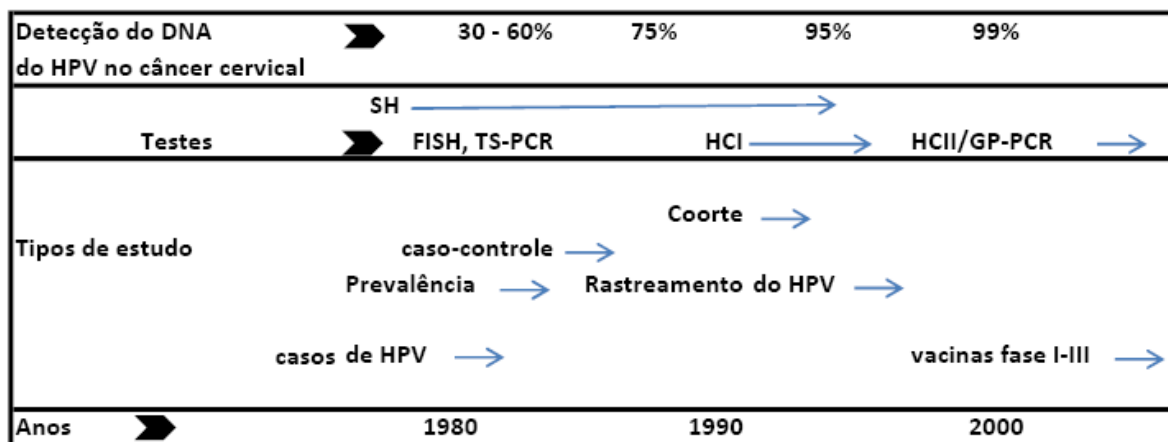 Detecção do DNA 30 - 60% 75% 95% 99%
do HPV no câncer cervical
SH
Testes FISH, TS-PCR HCI HCII/GP-PCR
Coorte
Tipos de estudo caso-controle
Prevalência Rastreamento do HPV
casos de HPV vacinas fase I-III
Anos 1980 1990 2000